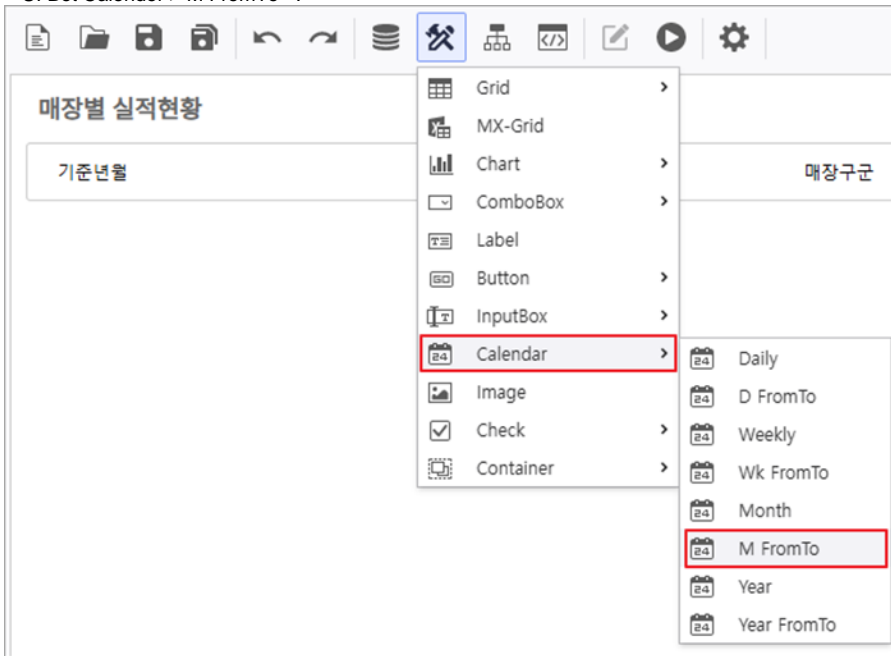 매장별 실적현황
기준년월
매장구군
Grid
MX-Grid
Chart
ComboBox
Label
Button
InputBox
Calendar
Image
Check
Container
Daily
D FromTo
Weekly
Wk FromTo
Month
M FromTo
Year
Year FromTo